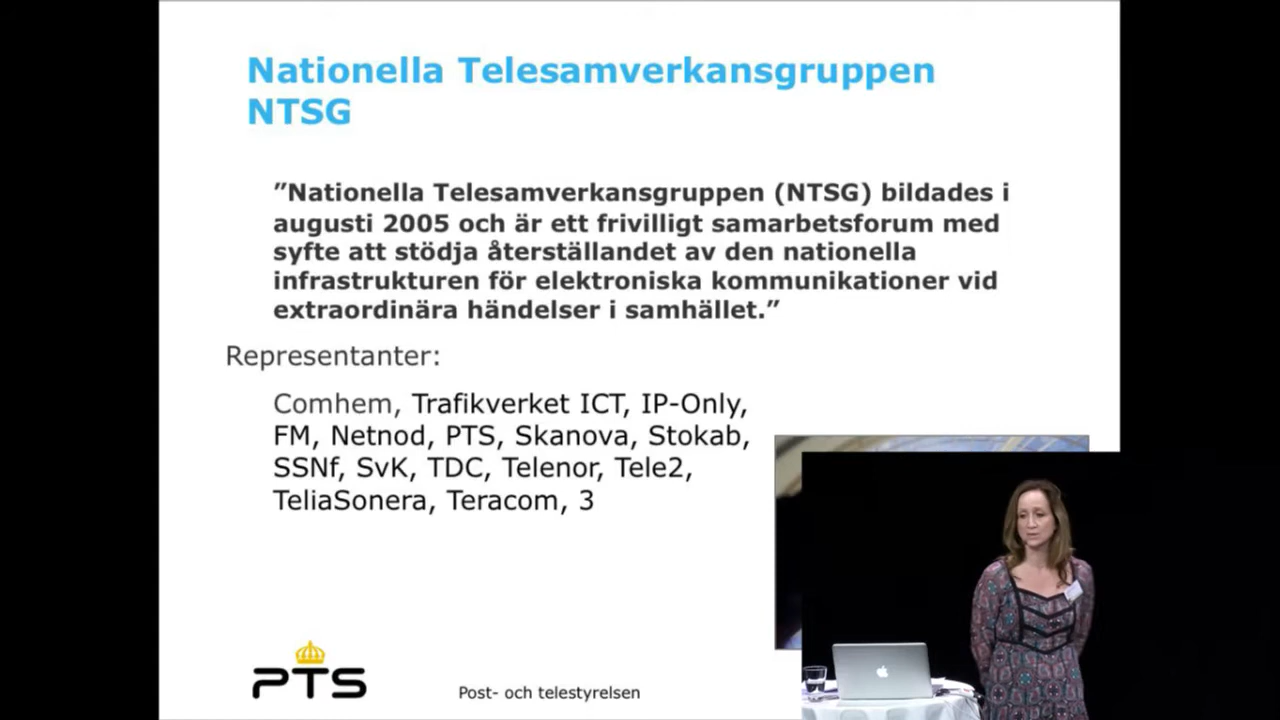 Nationella Telesamverkansgruppen
NTSG
”Nationella Telesamverkansgruppen (NTSG) bildades i
augusti 2005 och är ett frivilligt samarbetsforum med
syfte att stödja återställandet av den nationella
infrastrukturen för elektroniska kommunikationer vid
extraordinära händelser i samhället.”
Representanter:
Comhem, Trafikverket ICT, IP-Only,
FM, Netnod, PTS, Skanova, Stokab,
SSNf, SvK, TDC, Telenor, Tele2,
TeliaSonera, Teracom, 3
PTS
Post- och telestyrelsen